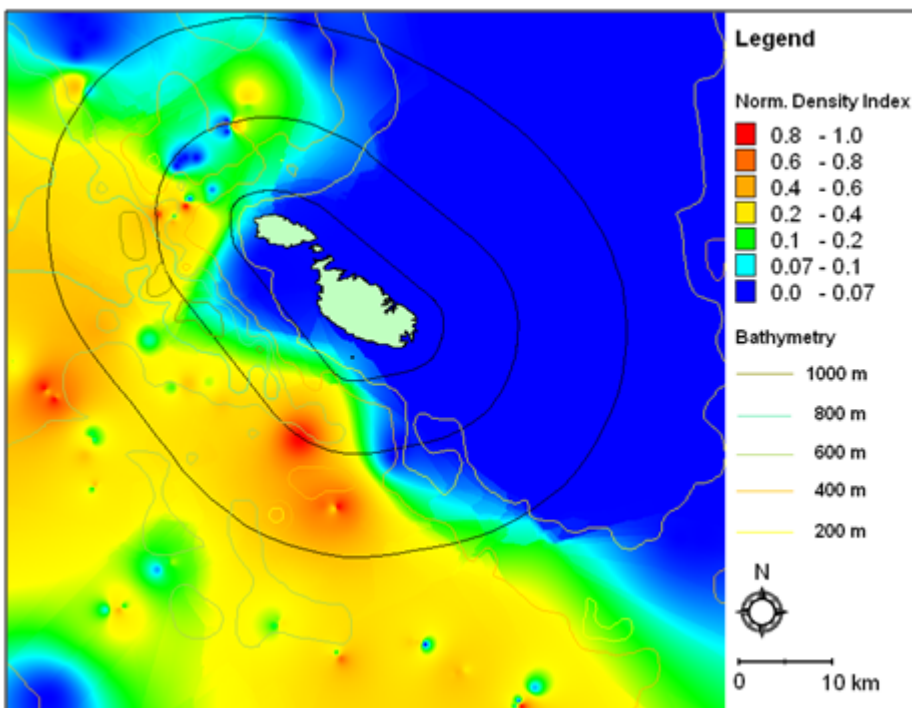 Legend
Norm. Density Index
0.8 - 1.0
0.6 - 0.8
0.4 - 0.6
0.2 - 0.4
0.1 - 0.2
0.07 - 0.1
0.0 - 0.07
Bathymetry
1000 m
800 m
600 m
400 m
200 m
N
0 10 km